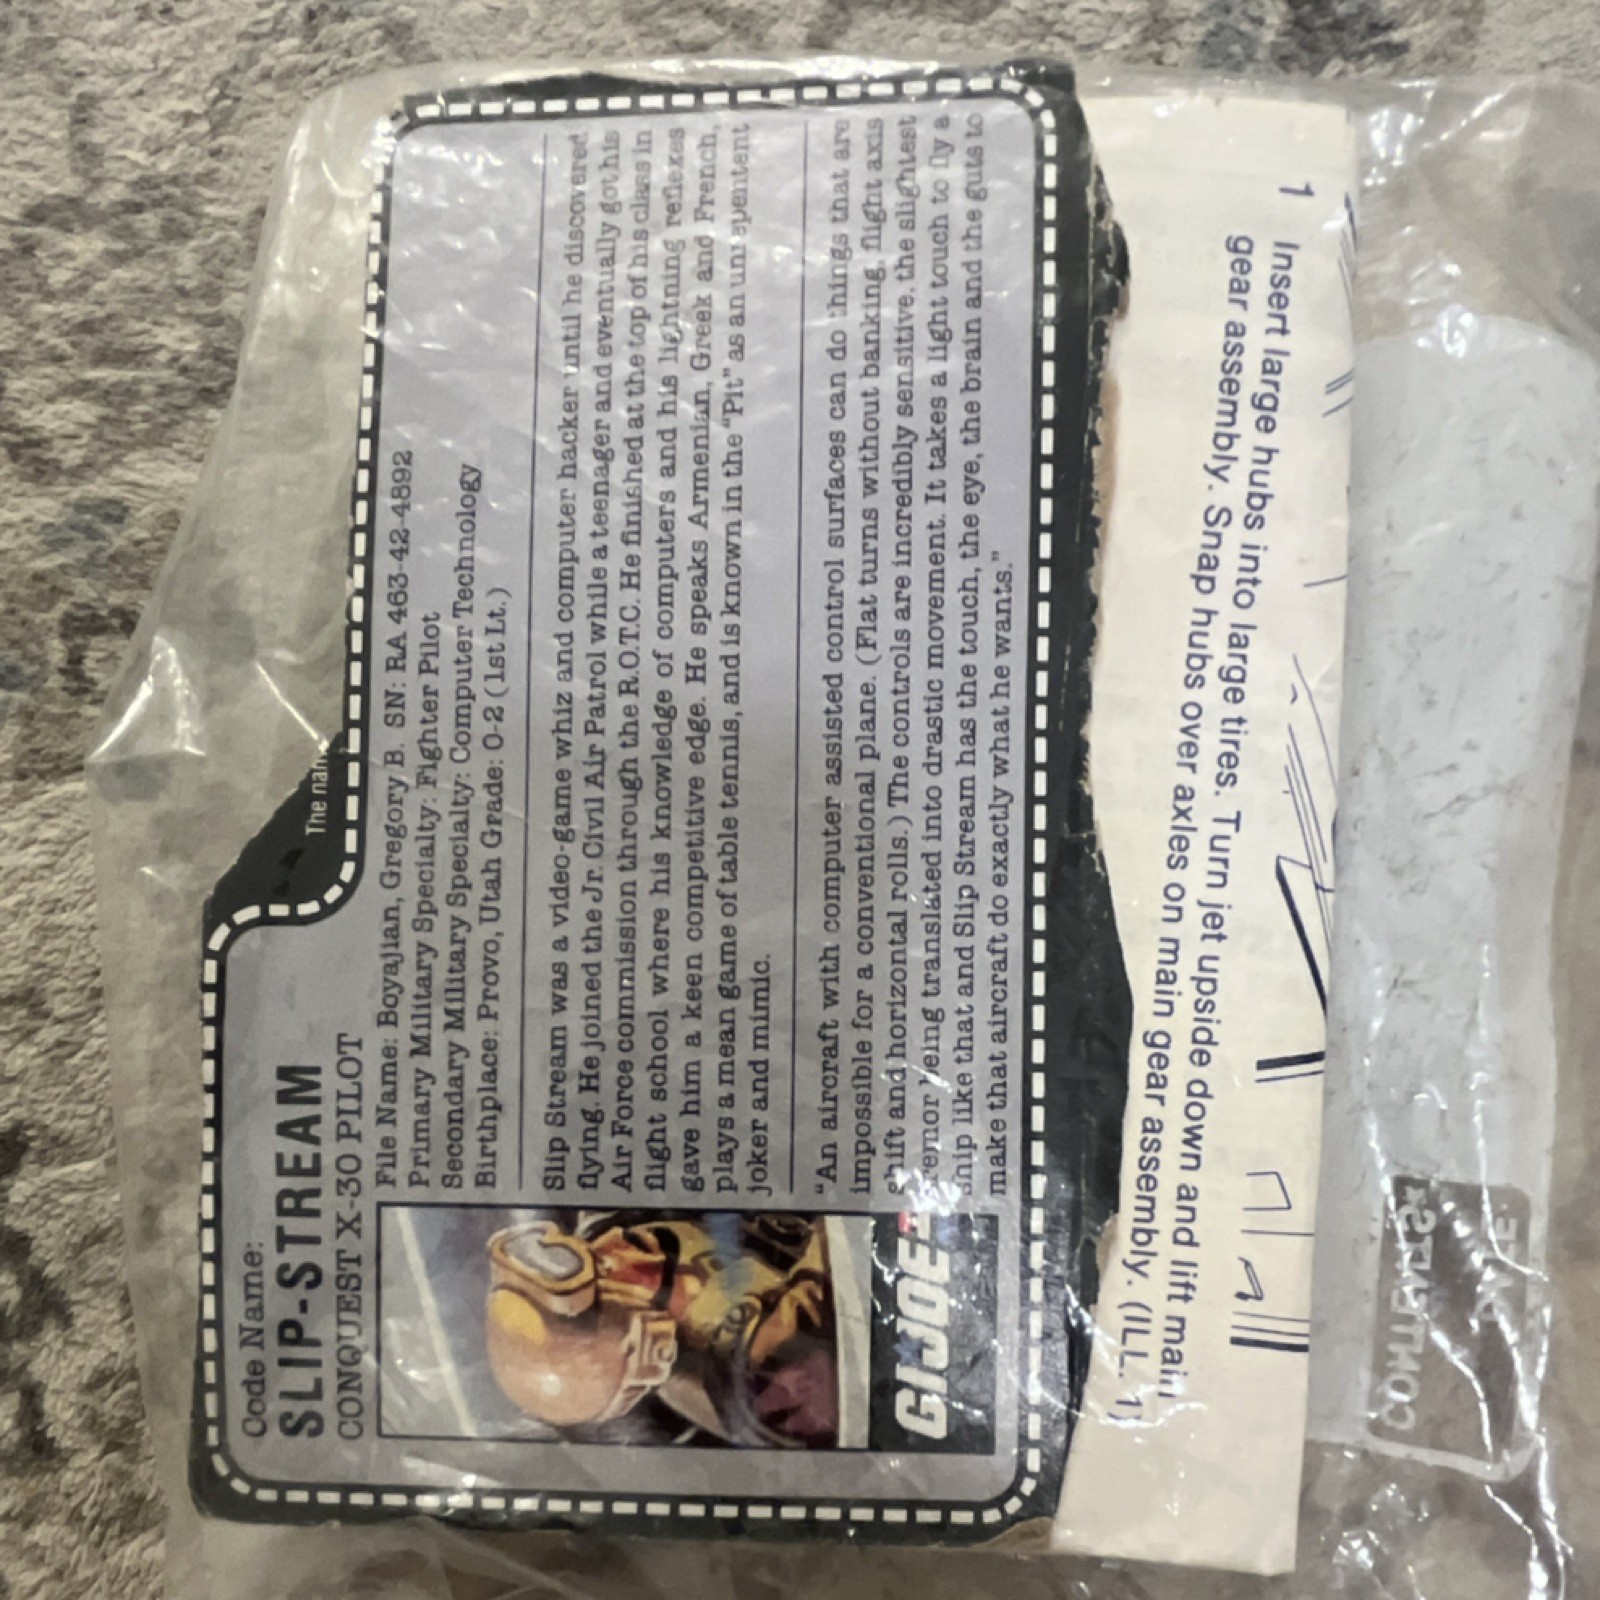 Code Name:
SLIP-STREAM
CONQUEST X-30 PILOT
The nam
File Name: Boyajian, Gregory B. SN: RA 463-42-4892
Primary Military Specialty: Fighter Pilot
Secondary Military Specialty: Computer Technology
Birthplace: Provo, Utah Grade: O-2 (1st Lt.)
Slip Stream was a video-game whiz and computer hacker until he discovered
flying. He joined the Jr. Civil Air Patrol while a teenager and eventually got his
Air Force commission through the R.O.T.C. He finished at the top of his class in
flight school where his knowledge of computers and his lightning reflexes
gave him a keen competitive edge. He speaks Armenian, Greek and French,
plays a mean game of table tennis, and is known in the "Pit" as an unrepentent
joker and mimic.
"An aircraft with computer assisted control surfaces can do things that are
impossible for a conventional plane. (Flat turns without banking, flight axis
shift and horizontal rolls.) The controls are incredibly sensitive, the slightest
tremor being translated into drastic movement. It takes a light touch to fly a
ship like that and Slip Stream has the touch, the eye, the brain and the guts to
make that aircraft do exactly what he wants."
G.I. JOE
1 Insert large hubs into large tires. Turn jet upside down and lift main
gear assembly. Snap hubs over axles on main gear assembly. (ILL. 1)
DATE
CONTENTS